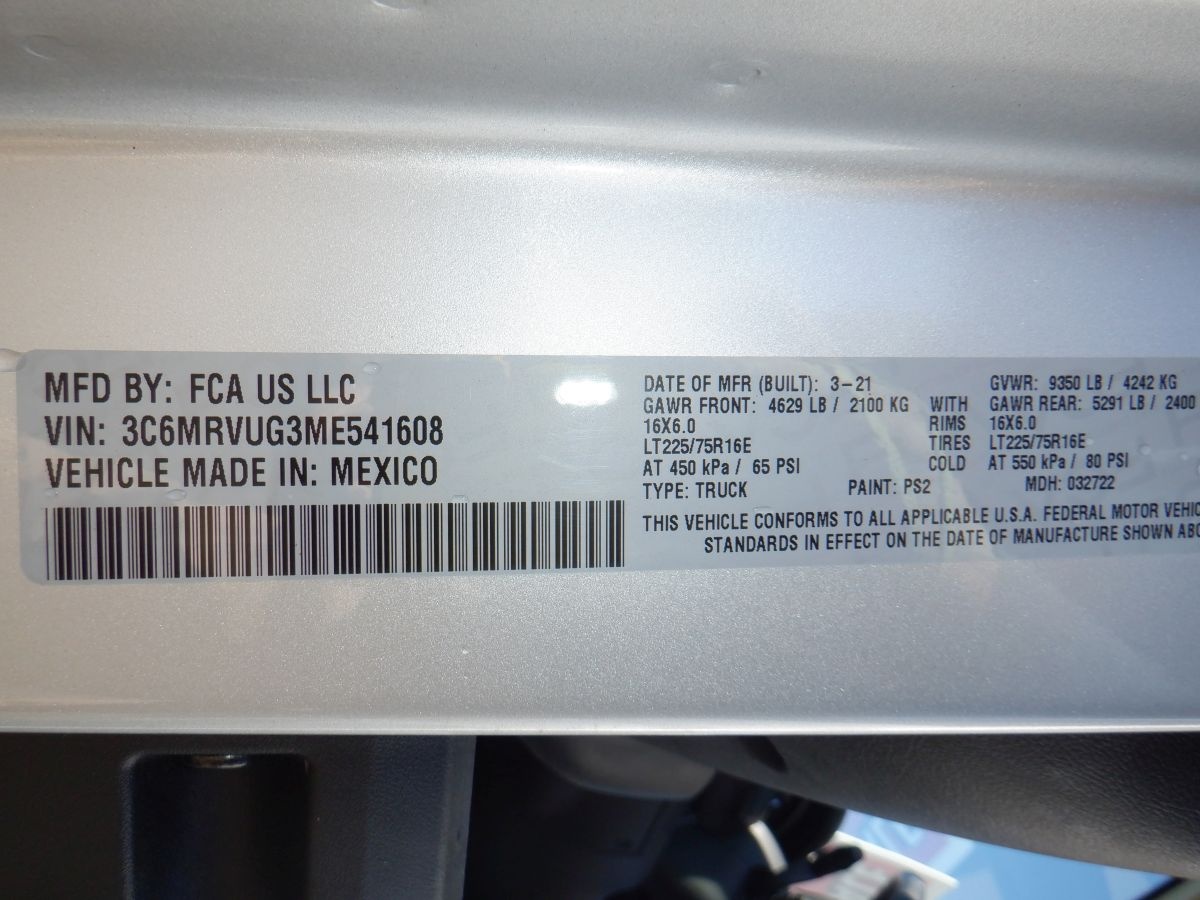 MFD BY: FCA US LLC
VIN: 3C6MRVUG3ME541608
VEHICLE MADE IN: MEXICO
DATE OF MFR (BUILT): 3-21 GVWR: 9350 LB / 4242 KG
GAWR FRONT: 4629 LB / 2100 KG WITH GAWR REAR: 5291 LB / 2400
16X6.0 RIMS 16X6.0
LT225/75R16E TIRES LT225/75R16E
AT 450 kPa / 65 PSI COLD AT 550 kPa / 80 PSI
TYPE: TRUCK PAINT: PS2 MDH: 032722
THIS VEHICLE CONFORMS TO ALL APPLICABLE U.S.A. FEDERAL MOTOR VEHIC
STANDARDS IN EFFECT ON THE DATE OF MANUFACTURE SHOWN ABO